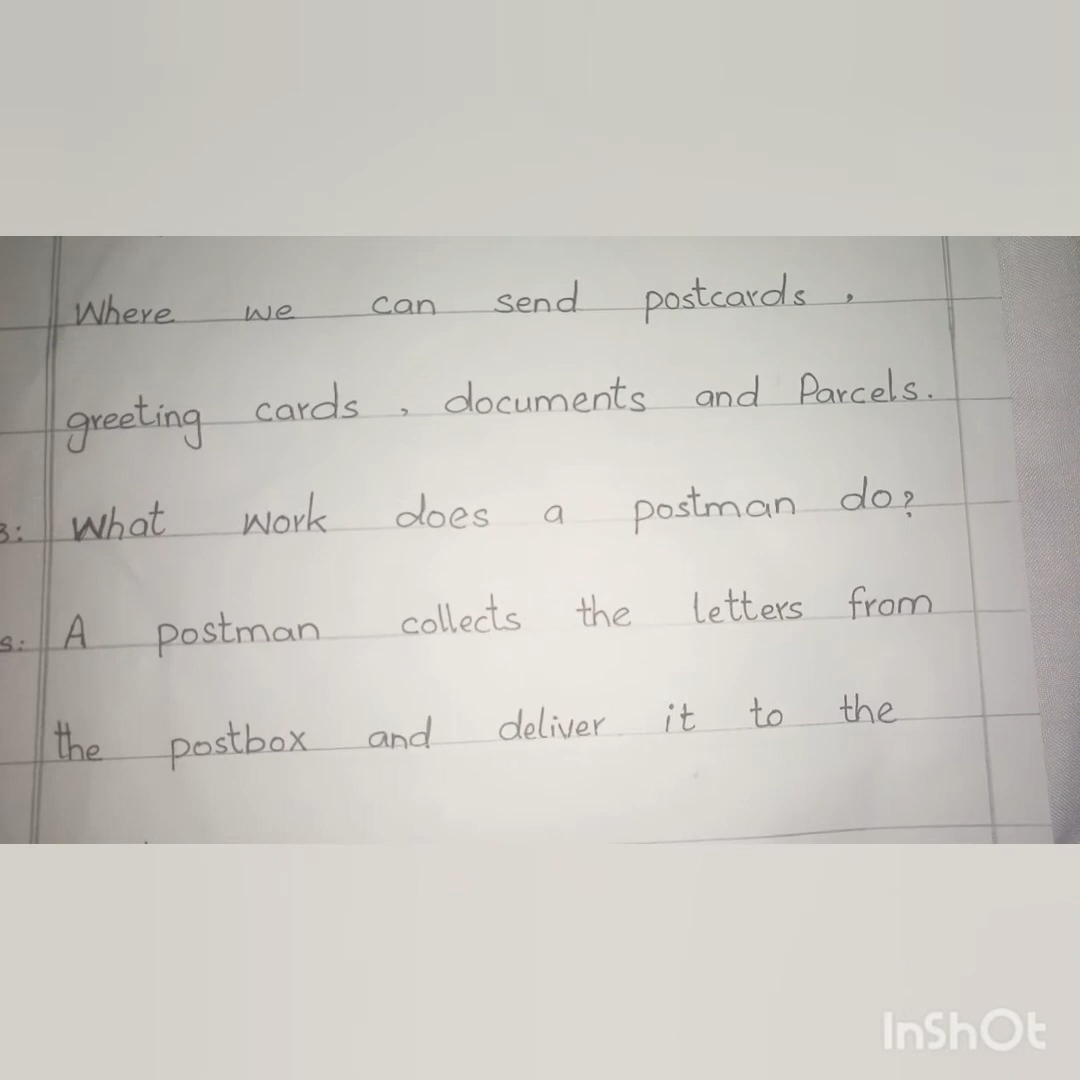 Where we can send postcards ,
greeting cards , documents and Parcels.
3: What work does a postman do?
s: A postman collects the letters from
the postbox and deliver it to the
InShOt